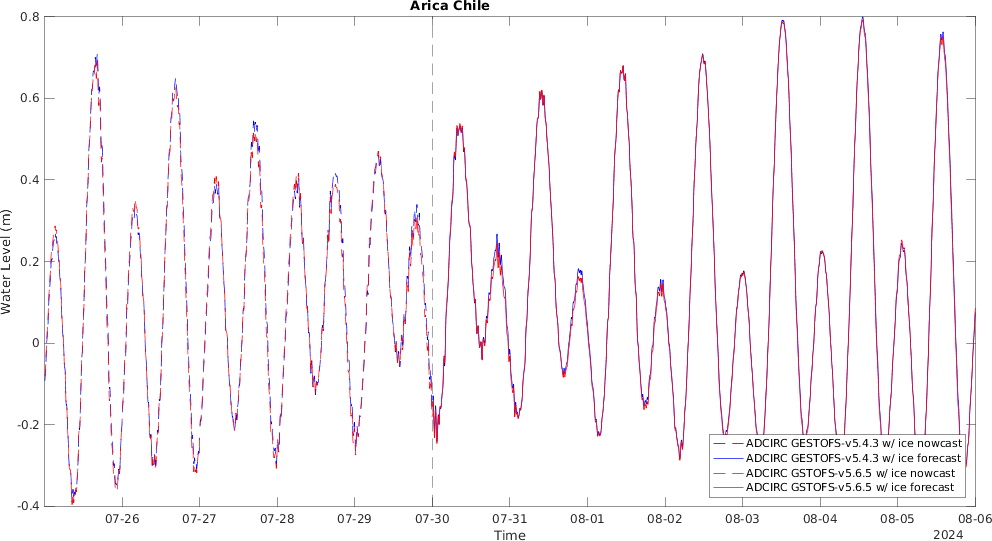 Arica Chile
0.8
0.6
0.4
0.2
0
-0.2
-0.4
Water Level (m)
07-26 07-27 07-28 07-29 07-30 07-31 08-01 08-02 08-03 08-04 08-05 08-06
Time
2024
ADCIRC GESTOFS-v5.4.3 w/ ice nowcast
ADCIRC GESTOFS-v5.4.3 w/ ice forecast
ADCIRC GSTOFS-v5.6.5 w/ ice nowcast
ADCIRC GSTOFS-v5.6.5 w/ ice forecast